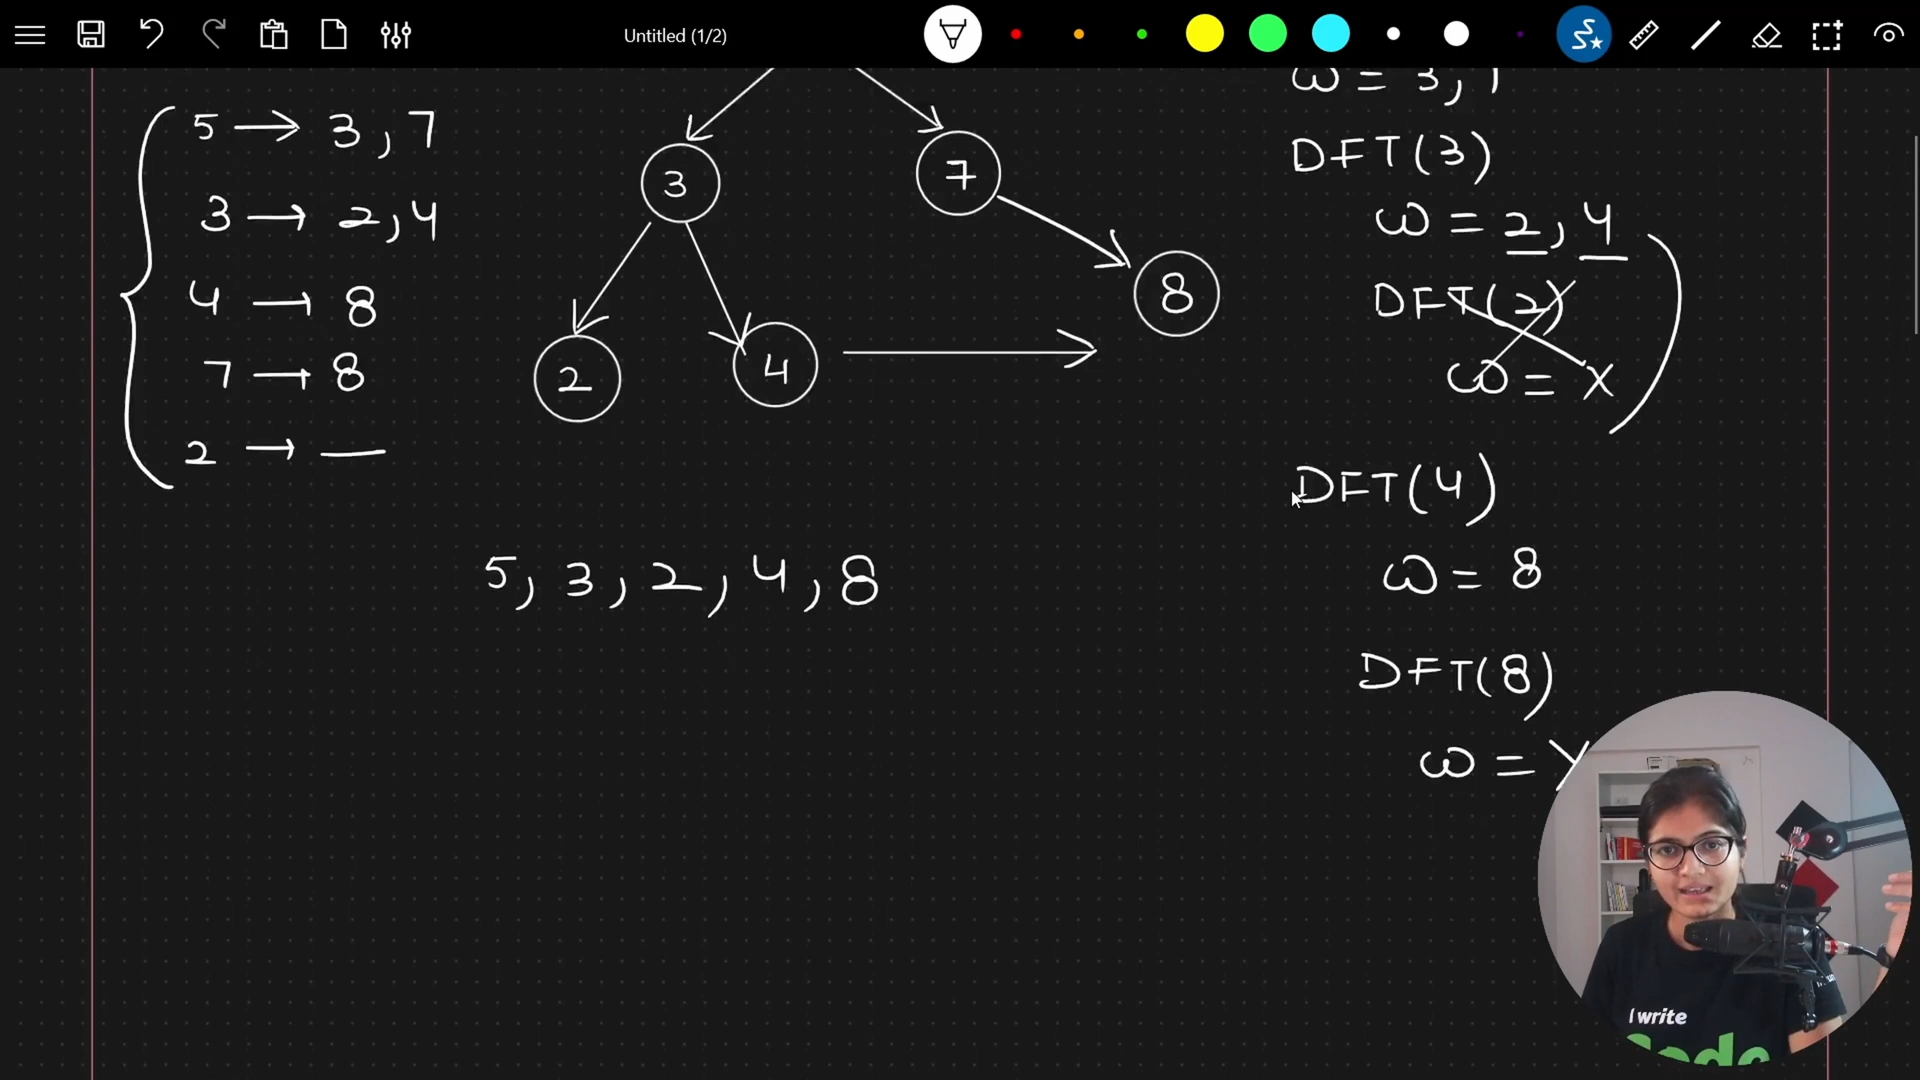 Untitled (1/2)
5 → 3, 7
3 → 2, 4
4 → 8
7 → 8
2 → —
3
7
8
2
4
5, 3, 2, 4, 8
DFT(3)
ω = 2, 4
DFT(2)
ω = X
DFT(4)
ω = 8
DFT(8)
ω = X
I write
Code